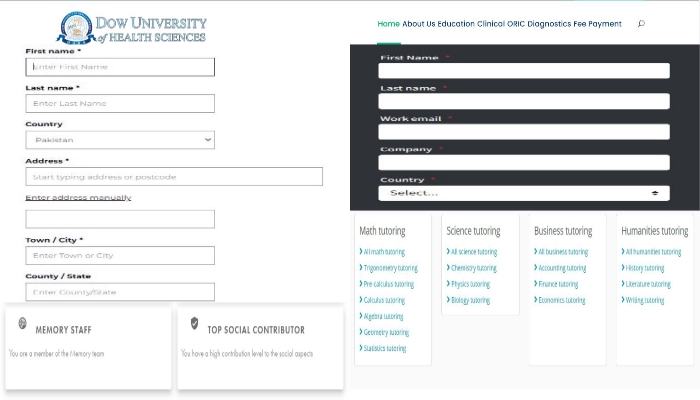 DOW UNIVERSITY
of HEALTH SCIENCES
First name *
Enter First Name
Last name *
Enter Last Name
Country
Pakistan
Address *
Start typing address or postcode
Enter address manually
Town / City *
Enter Town or City
County / State
Enter County/State
MEMORY STAFF
You are a member of the Memory team
TOP SOCIAL CONTRIBUTOR
You have a high contribution level to the social aspects
Home About Us Education Clinical ORIC Diagnostics Fee Payment
First Name *
Last name *
Work email *
Company *
Country *
Select...
Math tutoring
All math tutoring
Trigonometry tutoring
Pre calculus tutoring
Calculus tutoring
Algebra tutoring
Geometry tutoring
Statistics tutoring
Science tutoring
All science tutoring
Chemistry tutoring
Physics tutoring
Biology tutoring
Business tutoring
All business tutoring
Accounting tutoring
Finance tutoring
Economics tutoring
Humanities tutoring
All humanities tutoring
History tutoring
Literature tutoring
Writing tutoring